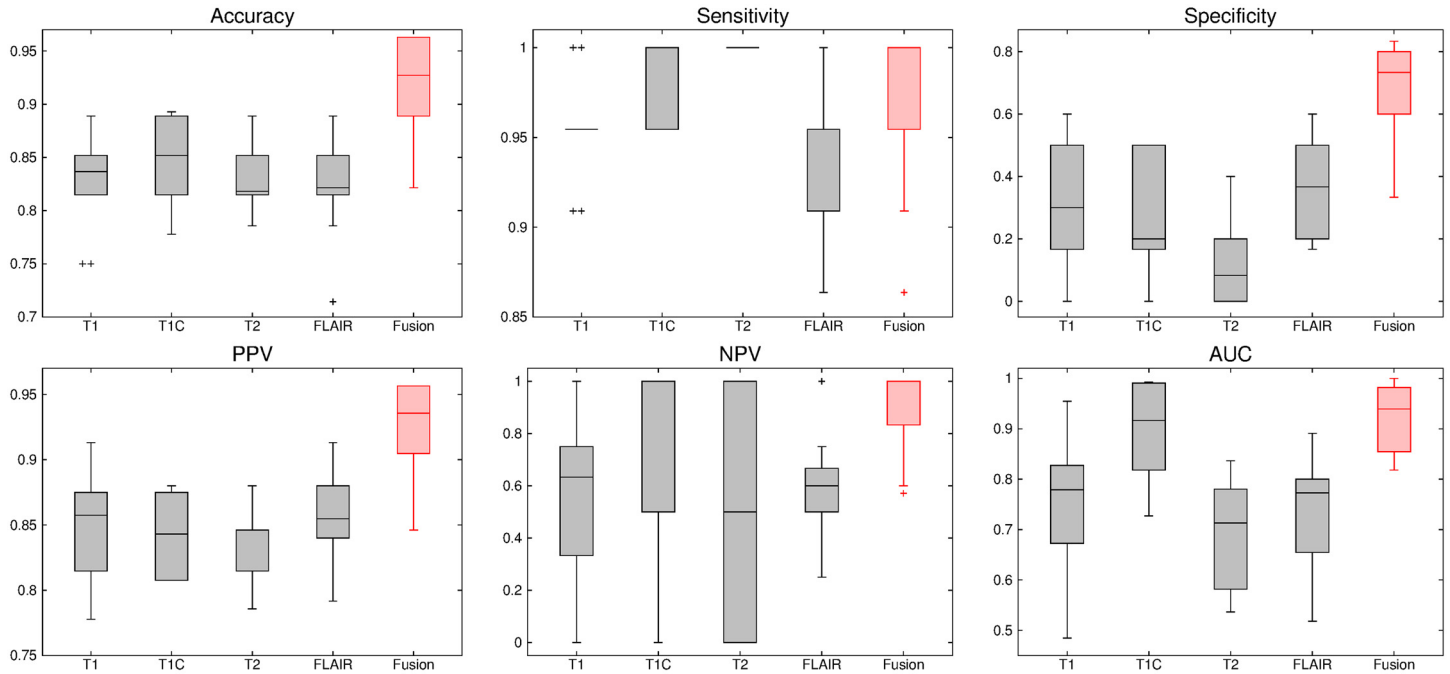 Accuracy
0.95
0.9
0.85
0.8
0.75
0.7
T1 T1C T2 FLAIR Fusion
Sensitivity
1
0.95
0.9
0.85
T1 T1C T2 FLAIR Fusion
Specificity
0.8
0.6
0.4
0.2
0
T1 T1C T2 FLAIR Fusion
PPV
0.95
0.9
0.85
0.8
0.75
T1 T1C T2 FLAIR Fusion
NPV
1
0.8
0.6
0.4
0.2
0
T1 T1C T2 FLAIR Fusion
AUC
1
0.9
0.8
0.7
0.6
0.5
T1 T1C T2 FLAIR Fusion